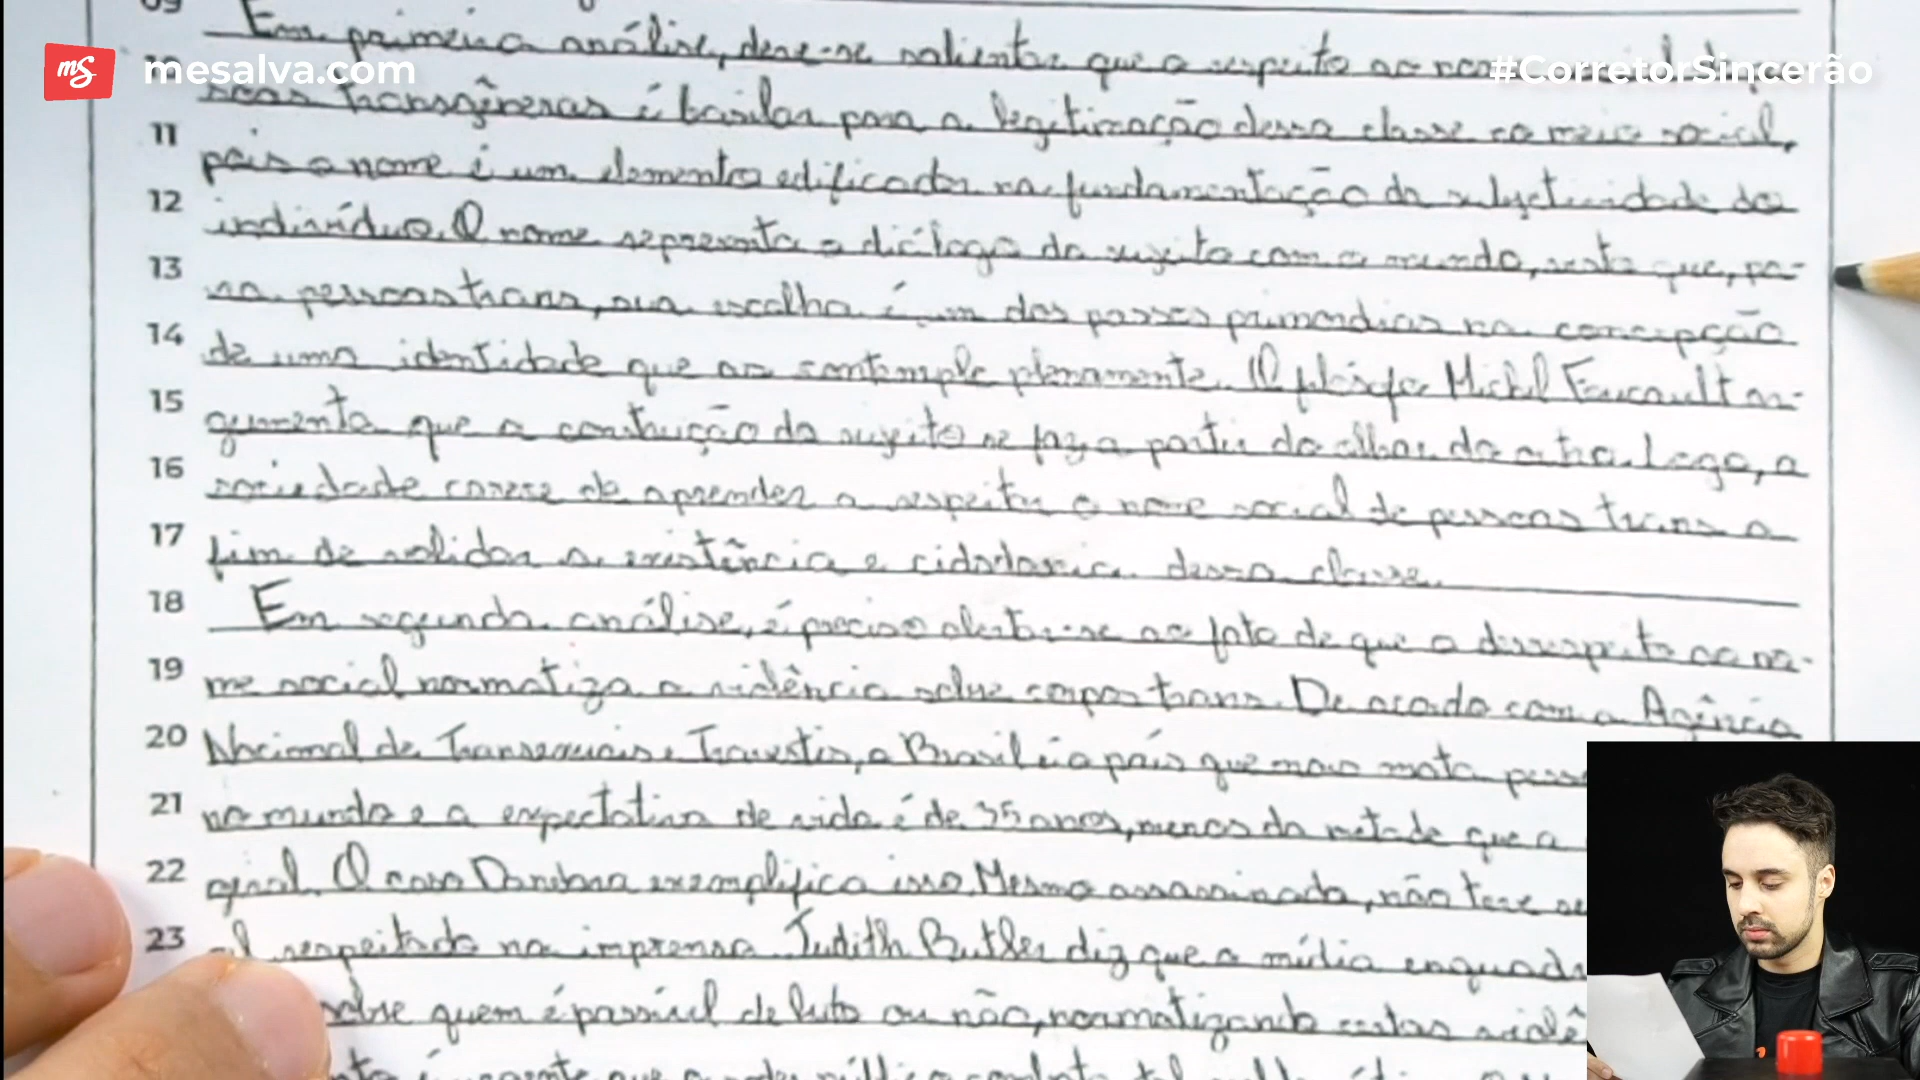 09
mS mesalva.com
#CorretorSincerão
Em primeira análise, deve-se salientar que o respeito ao
soas transgêneras é basilar para a legitimação dessa classe no meio social,
11
pois o nome é um elemento edificador na fundamentação da subjetividade do
12
indivíduo. O nome representa o diálogo do sujeito com o mundo, visto que, pa-
13
ra pessoas trans, sua escolha é um dos passos primordiais na concepção
14
de uma identidade que as contemple plenamente. O filósofo Michel Foucault ar-
15
gumenta que a construção do sujeito se faz a partir do olhar do outro. Logo, a
16
sociedade carece de aprender a respeitar o nome social de pessoas trans a
17
fim de validar a existência e cidadania dessa classe.
18
Em segunda análise, é preciso alertar-se ao fato de que o desrespeito ao no-
19
me social normatiza a violência sobre corpos trans. De acordo com a Agência
20
Nacional de Transexuais e Travestis, o Brasil é o país que mais mata
21
no mundo e a expectativa de vida é de 35 anos, menos da metade que a
22
geral. O caso Dandara exemplifica isso. Mesmo assassinada, não teve
23
al respeitado na imprensa. Judith Butler diz que a mídia
sobre quem é passível de luto ou não, normatizando certas